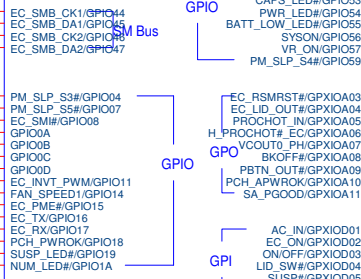 EC_SMB_CK1/GPIO44
EC_SMB_DA1/GPIO45
EC_SMB_CK2/GPIO46
EC_SMB_DA2/GPIO47
SM Bus
GPIO
CAPS_LED#/GPIO53
PWR_LED#/GPIO54
BATT_LOW_LED#/GPIO55
SYSON/GPIO56
VR_ON/GPIO57
PM_SLP_S4#/GPIO59
PM_SLP_S3#/GPIO04
PM_SLP_S5#/GPIO07
EC_SMI#/GPIO08
GPIO0A
GPIO0B
GPIO0C
GPIO0D
EC_INVT_PWM/GPIO11
FAN_SPEED1/GPIO14
EC_PME#/GPIO15
EC_TX/GPIO16
EC_RX/GPIO17
PCH_PWROK/GPIO18
SUSP_LED#/GPIO19
NUM_LED#/GPIO1A
GPIO
EC_RSMRST#/GPXIOA03
EC_LID_OUT#/GPXIOA04
PROCHOT_IN/GPXIOA05
H_PROCHOT#_EC/GPXIOA06
VCOUT0_PH/GPXIOA07
BKOFF#/GPXIOA08
PBTN_OUT#/GPXIOA09
PCH_APWROK/GPXIOA10
SA_PGOOD/GPXIOA11
GPO
AC_IN/GPXIOD01
EC_ON/GPXIOD02
ON/OFF/GPXIOD03
LID_SW#/GPXIOD04
SUSP#/GPXIOD05
GPI